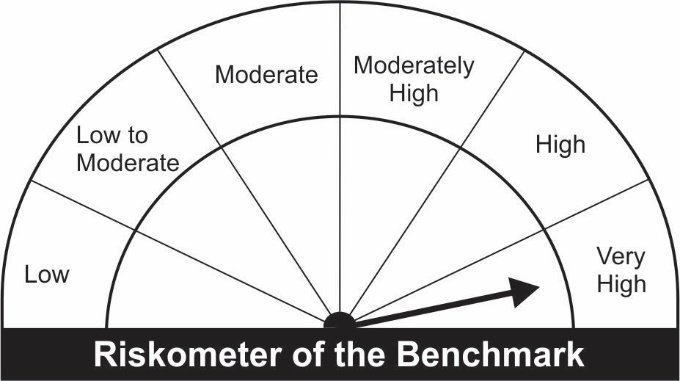 Low
Low to
Moderate
Moderate
Moderately
High
High
Very
High
Riskometer of the Benchmark